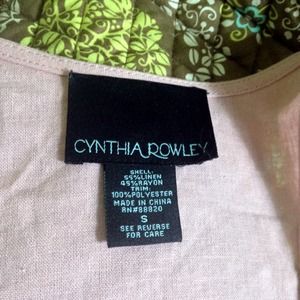 CYNTHIA ROWLEY
SHELL:
55%LINEN
45%RAYON
TRIM:
100%POLYESTER
MADE IN CHINA
RN#88820
S
SEE REVERSE
FOR CARE